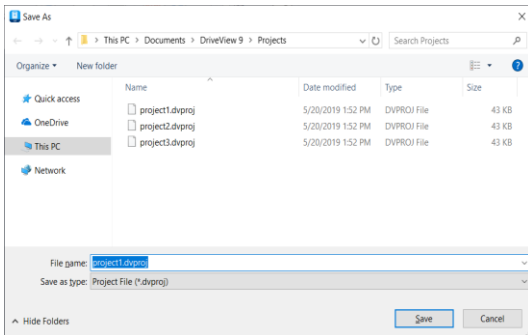 Save As
This PC > Documents > DriveView 9 > Projects
Search Projects
Organize
New folder
Name Date modified Type Size
Quick access
OneDrive
This PC
Network
project1.dvproj 5/20/2019 1:52 PM DVPROJ File 43 KB
project2.dvproj 5/20/2019 1:52 PM DVPROJ File 43 KB
project3.dvproj 5/20/2019 1:52 PM DVPROJ File 43 KB
File name: project1.dvproj
Save as type: Project File (*.dvproj)
Hide Folders
Save
Cancel